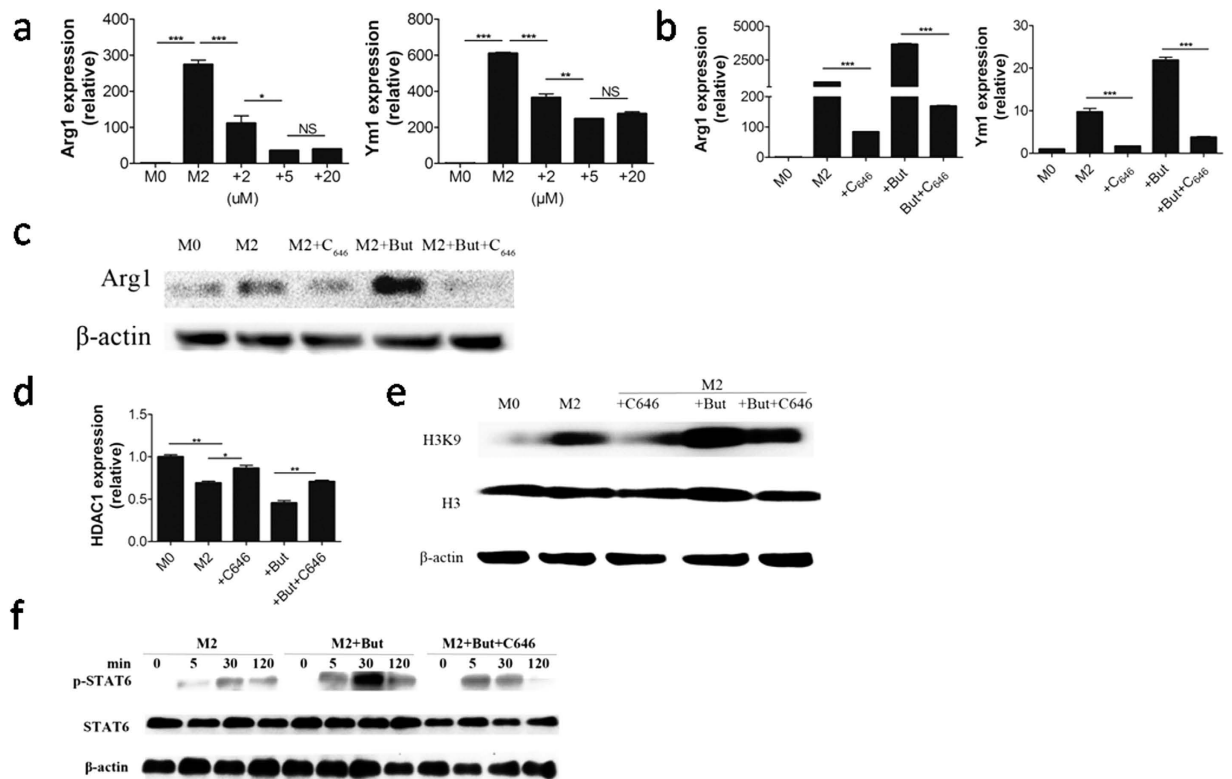 a
Arg1 expression
(relative)
400
300
200
100
0
***
***
*
NS
M0 M2 +2 +5 +20
(uM)
Ym1 expression
(relative)
800
600
400
200
0
***
***
**
NS
M0 M2 +2 +5 +20
(µM)
b
Arg1 expression
(relative)
5000
2500
200
100
0
***
***
M0 M2 +C646 +But But+C646
Ym1 expression
(relative)
30
20
10
0
***
***
M0 M2 +C646 +But +But+C646
c
M0 M2 M2+C646 M2+But M2+But+C646
Arg1
β-actin
d
HDAC1 expression
(relative)
1.5
1.0
0.5
0.0
**
*
**
M0 M2 +C646 +But +But+C646
e
M2
M0 M2 +C646 +But +But+C646
H3K9
H3
β-actin
f
M2 M2+But M2+But+C646
min 0 5 30 120 0 5 30 120 0 5 30 120
p-STAT6
STAT6
β-actin